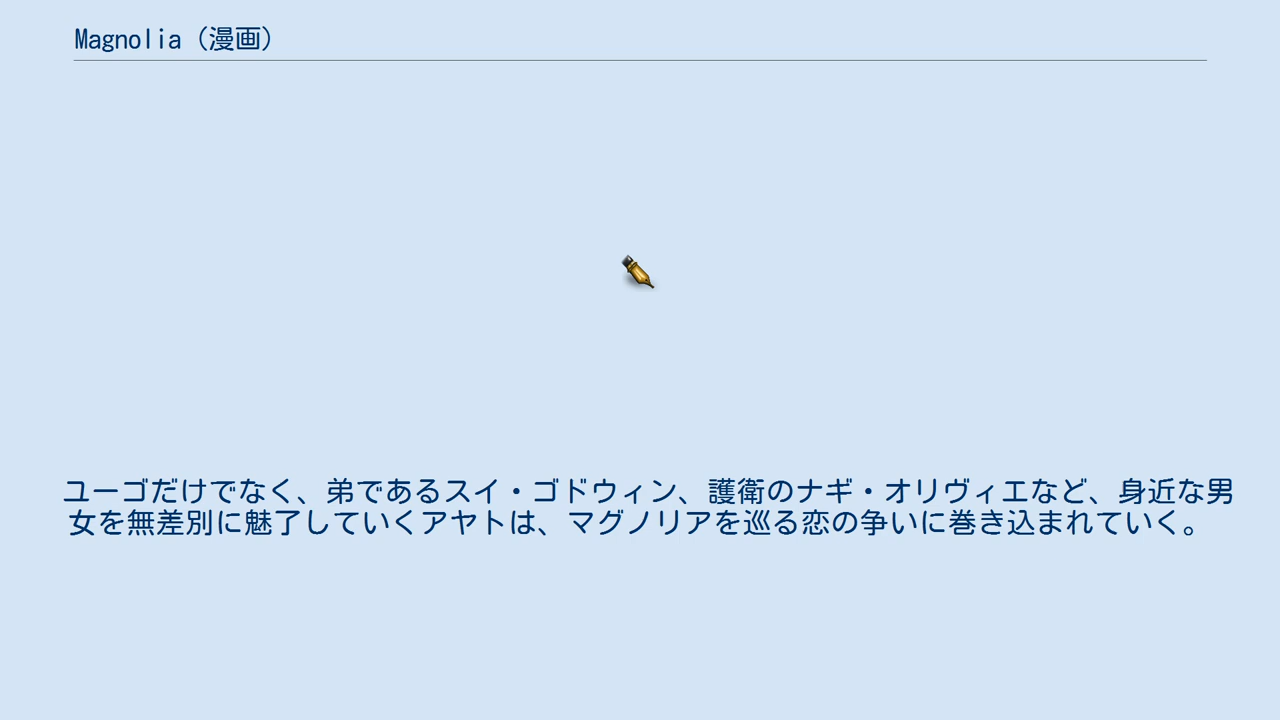 Magnolia (漫画)
ユーゴだけでなく、弟であるスイ・ゴドウィン、護衛のナギ・オリヴィエなど、身近な男
女を無差別に魅了していくアヤトは、マグノリアを巡る恋の争いに巻き込まれていく。